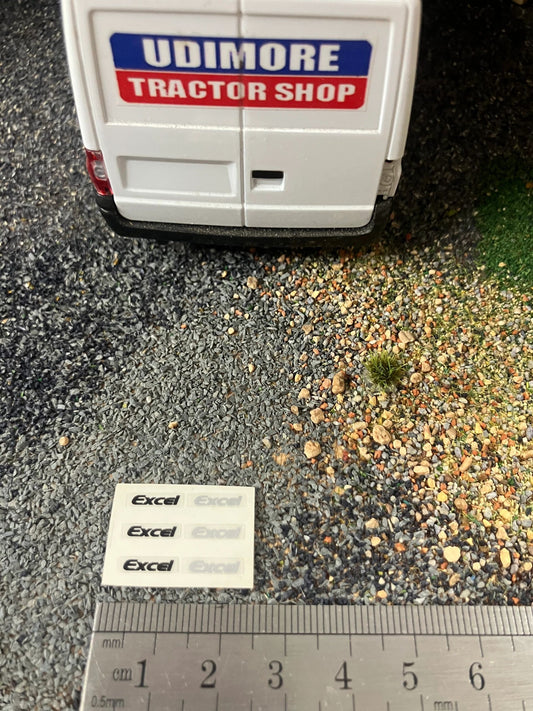 UDIMORE
TRACTOR SHOP
Excel Excel
Excel Excel
Excel Excel
mm
cm 1 2 3 4 5 6
0.5mm mm